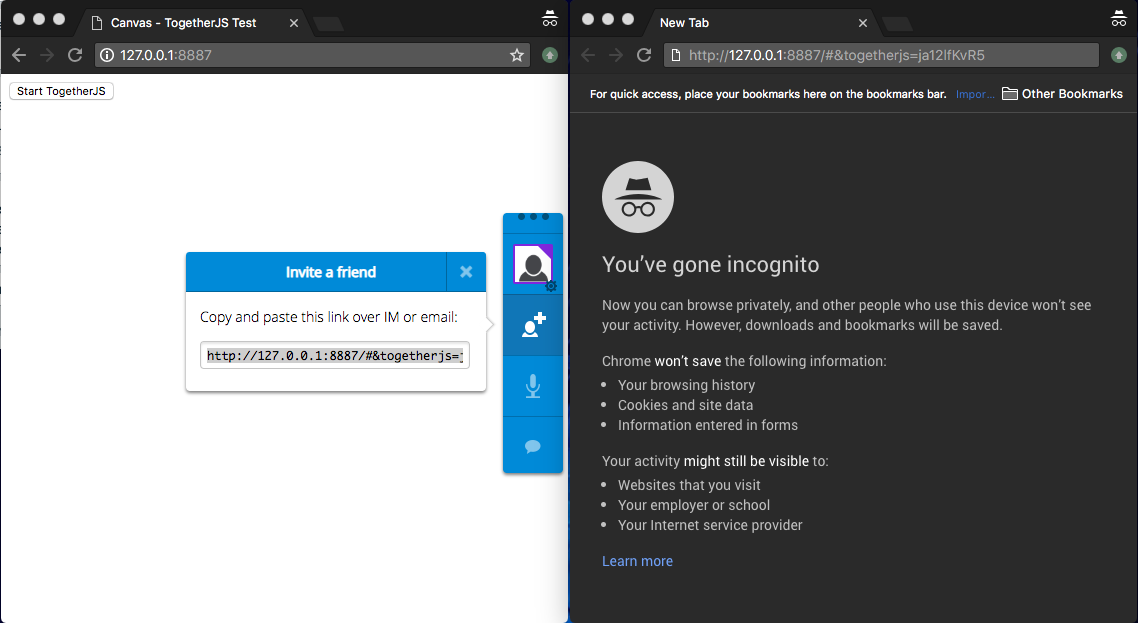 Canvas - TogetherJS Test
127.0.0.1:8887
Start TogetherJS
Invite a friend
Copy and paste this link over IM or email:
http://127.0.0.1:8887/#&togetherjs=j
New Tab
http://127.0.0.1:8887/#&togetherjs=ja12lfKvR5
For quick access, place your bookmarks here on the bookmarks bar. Impor... Other Bookmarks
You've gone incognito
Now you can browse privately, and other people who use this device won't see
your activity. However, downloads and bookmarks will be saved.
Chrome won't save the following information:
• Your browsing history
• Cookies and site data
• Information entered in forms
Your activity might still be visible to:
• Websites that you visit
• Your employer or school
• Your Internet service provider
Learn more